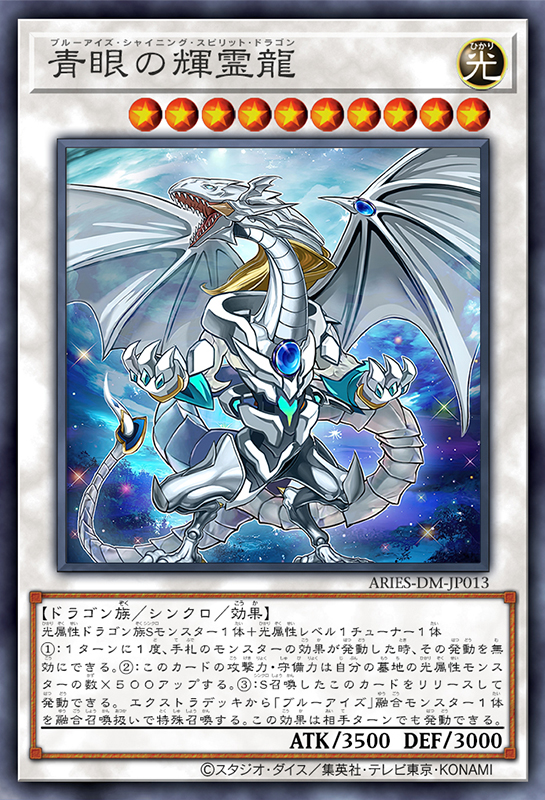 ブルーアイズ・シャイニング・スピリット・ドラゴン
青眼の輝霊龍
ひかり
光
ARIES-DM-JP013
【ドラゴン族／シンクロ／効果】
光属性ドラゴン族Sモンスター１体＋光属性レベル１チューナー１体
①：１ターンに１度、手札のモンスターの効果が発動した時、その発動を無
効にできる。②：このカードの攻撃力・守備力は自分の墓地の光属性モンス
ターの数×５００アップする。③：S召喚したこのカードをリリースして
発動できる。エクストラデッキから「ブルーアイズ」融合モンスター１体
を融合召喚扱いで特殊召喚する。この効果は相手ターンでも発動できる。
ATK/3500 DEF/3000
©スタジオ・ダイス／集英社・テレビ東京・KONAMI